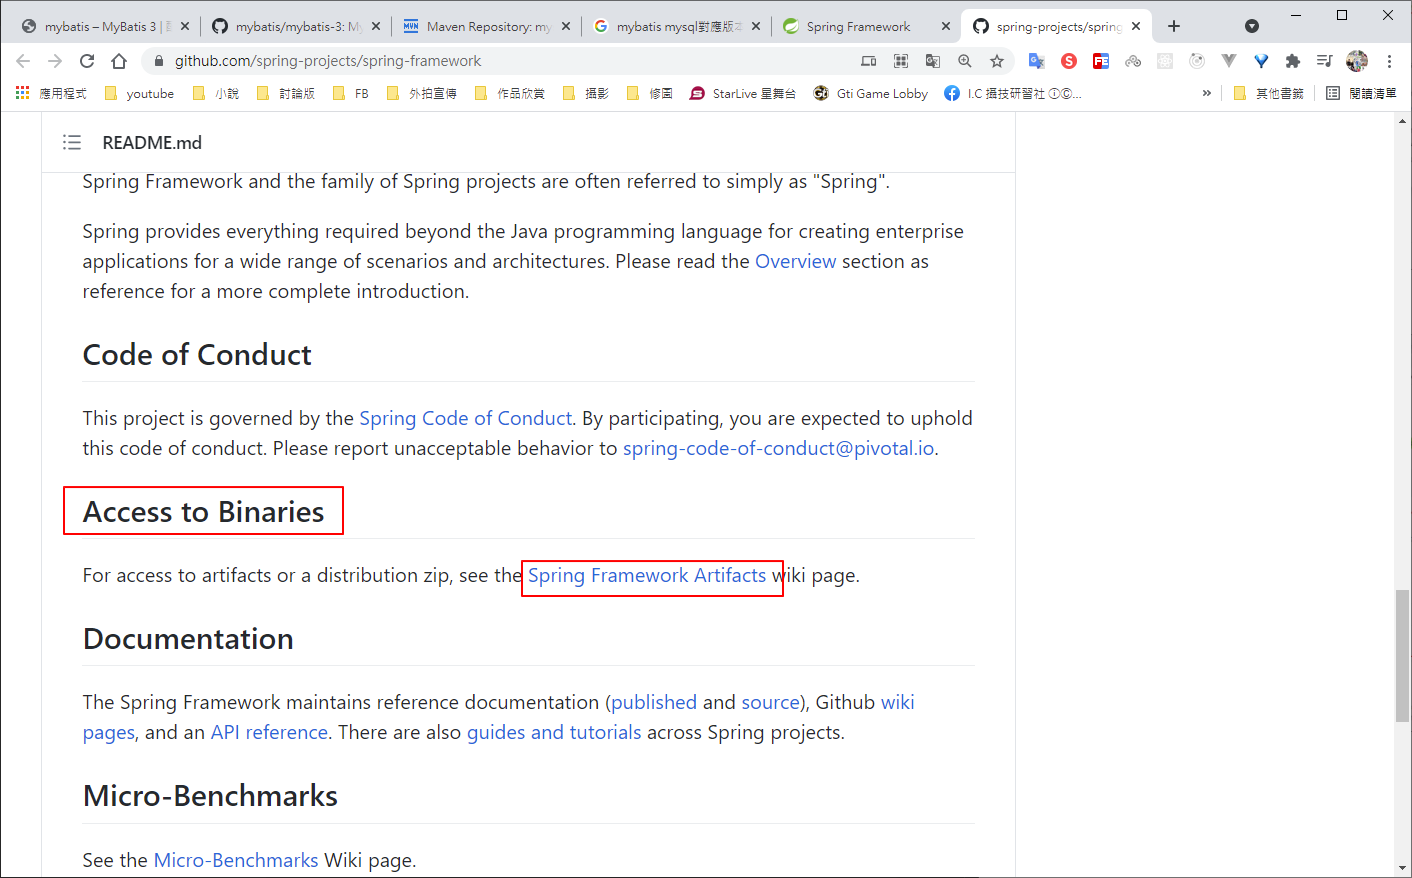 mybatis – MyBatis 3 |
mybatis/mybatis-3: My
Maven Repository: my
mybatis mysql對應版本
Spring Framework
spring-projects/spring
github.com/spring-projects/spring-framework
應用程式
youtube
小說
討論版
FB
外拍宣傳
作品欣賞
攝影
修圖
StarLive 星舞台
Gti Game Lobby
I.C 攝技研習社 ⓘⒸ...
»
其他書籤
閱讀清單
README.md
Spring Framework and the family of Spring projects are often referred to simply as "Spring".
Spring provides everything required beyond the Java programming language for creating enterprise
applications for a wide range of scenarios and architectures. Please read the Overview section as
reference for a more complete introduction.
Code of Conduct
This project is governed by the Spring Code of Conduct. By participating, you are expected to uphold
this code of conduct. Please report unacceptable behavior to spring-code-of-conduct@pivotal.io.
Access to Binaries
For access to artifacts or a distribution zip, see the Spring Framework Artifacts wiki page.
Documentation
The Spring Framework maintains reference documentation (published and source), Github wiki
pages, and an API reference. There are also guides and tutorials across Spring projects.
Micro-Benchmarks
See the Micro-Benchmarks Wiki page.